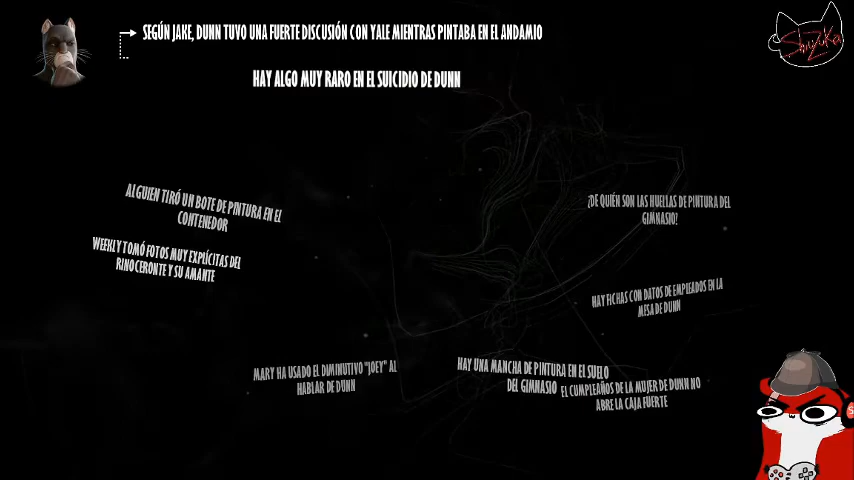 SEGÚN JAKE, DUNN TUVO UNA FUERTE DISCUSIÓN CON YALE MIENTRAS PINTABA EN EL ANDAMIO
HAY ALGO MUY RARO EN EL SUICIDIO DE DUNN
ALGUIEN TIRÓ UN BOTE DE PINTURA EN EL
CONTENEDOR
¿DE QUIÉN SON LAS HUELLAS DE PINTURA DEL
GIMNASIO?
WEEKLY TOMÓ FOTOS MUY EXPLÍCITAS DEL
RINOCERONTE Y SU AMANTE
HAY FICHAS CON DATOS DE EMPLEADOS EN LA
MESA DE DUNN
MARY HA USADO EL DIMINUTIVO "JOEY" AL
HABLAR DE DUNN
HAY UNA MANCHA DE PINTURA EN EL SUELO
DEL GIMNASIO
EL CUMPLEAÑOS DE LA MUJER DE DUNN NO
ABRE LA CAJA FUERTE